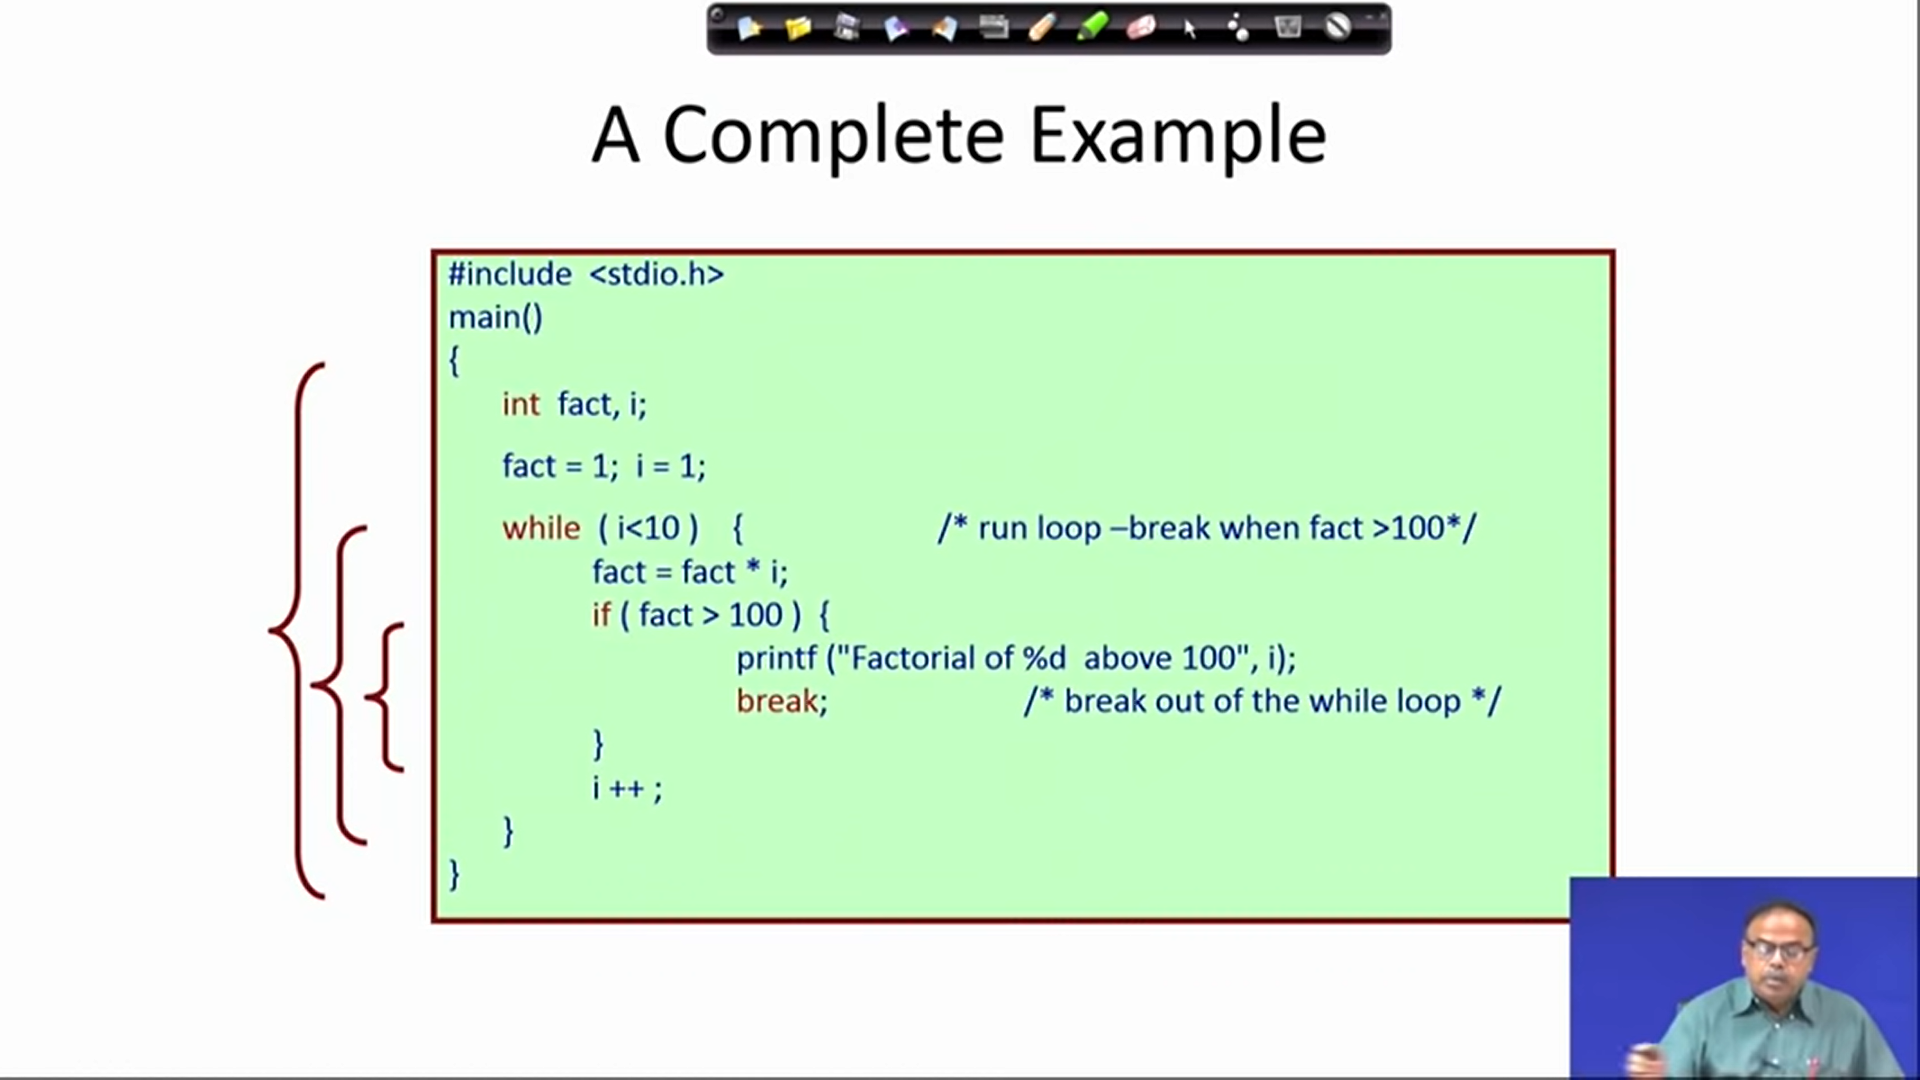 A Complete Example
#include <stdio.h>
main()
{
int fact, i;
fact = 1; i = 1;
while ( i<10 ) { /* run loop –break when fact >100*/
fact = fact * i;
if ( fact > 100 ) {
printf ("Factorial of %d above 100", i);
break; /* break out of the while loop */
}
i ++ ;
}
}